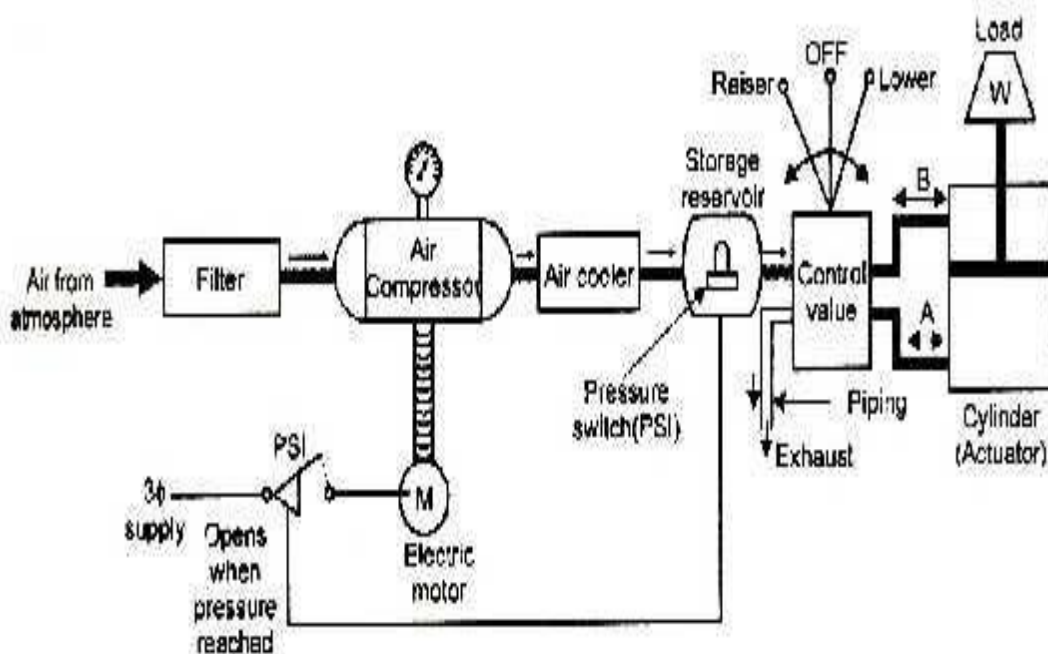 Load
W
OFF
Raiser
Lower
Storage
reservoir
B
Air
Compressor
Filter
Air cooler
Control
value
Air from
atmosphere
A
Pressure
switch(PSI)
Piping
Exhaust
Cylinder
(Actuator)
PSI
3ϕ
supply
M
Opens
when
pressure
reached
Electric
motor